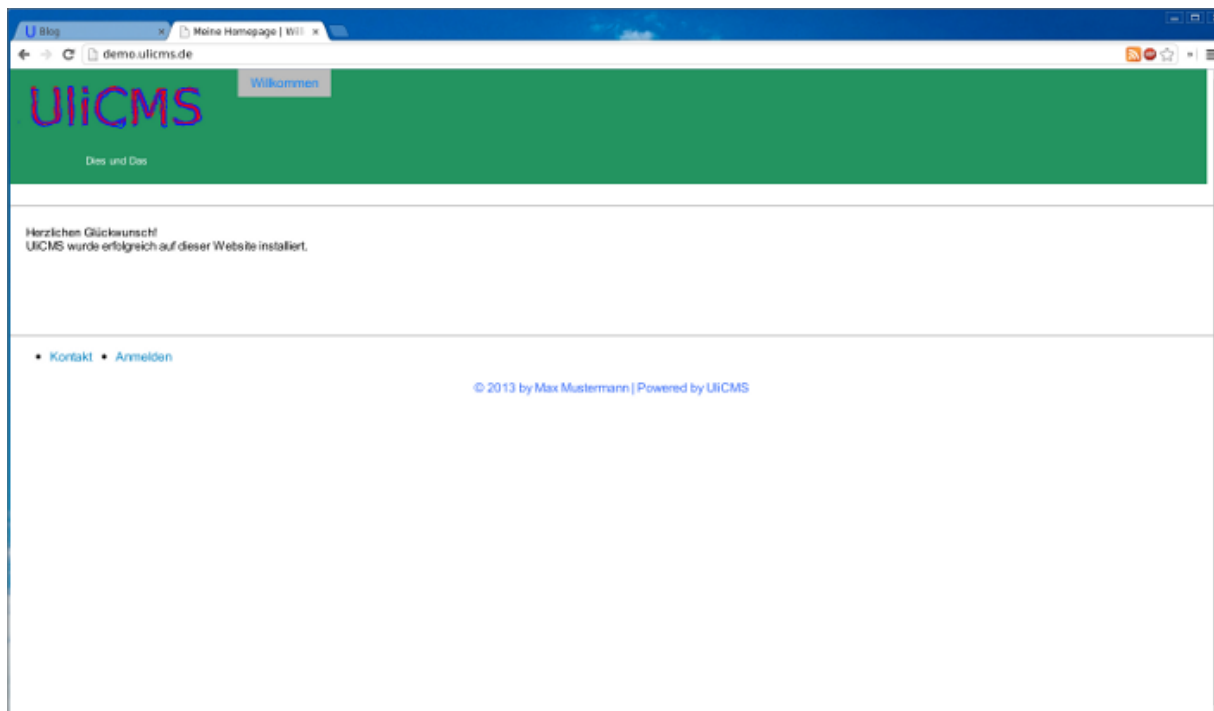 Blog
Meine Homepage | Will
demo.ulicms.de
UliCMS
Willkommen
Dies und Das
Herzlichen Glückwunsch!
UliCMS wurde erfolgreich auf dieser Website installiert.
Kontakt • Anmelden
© 2013 by Max Mustermann | Powered by UliCMS